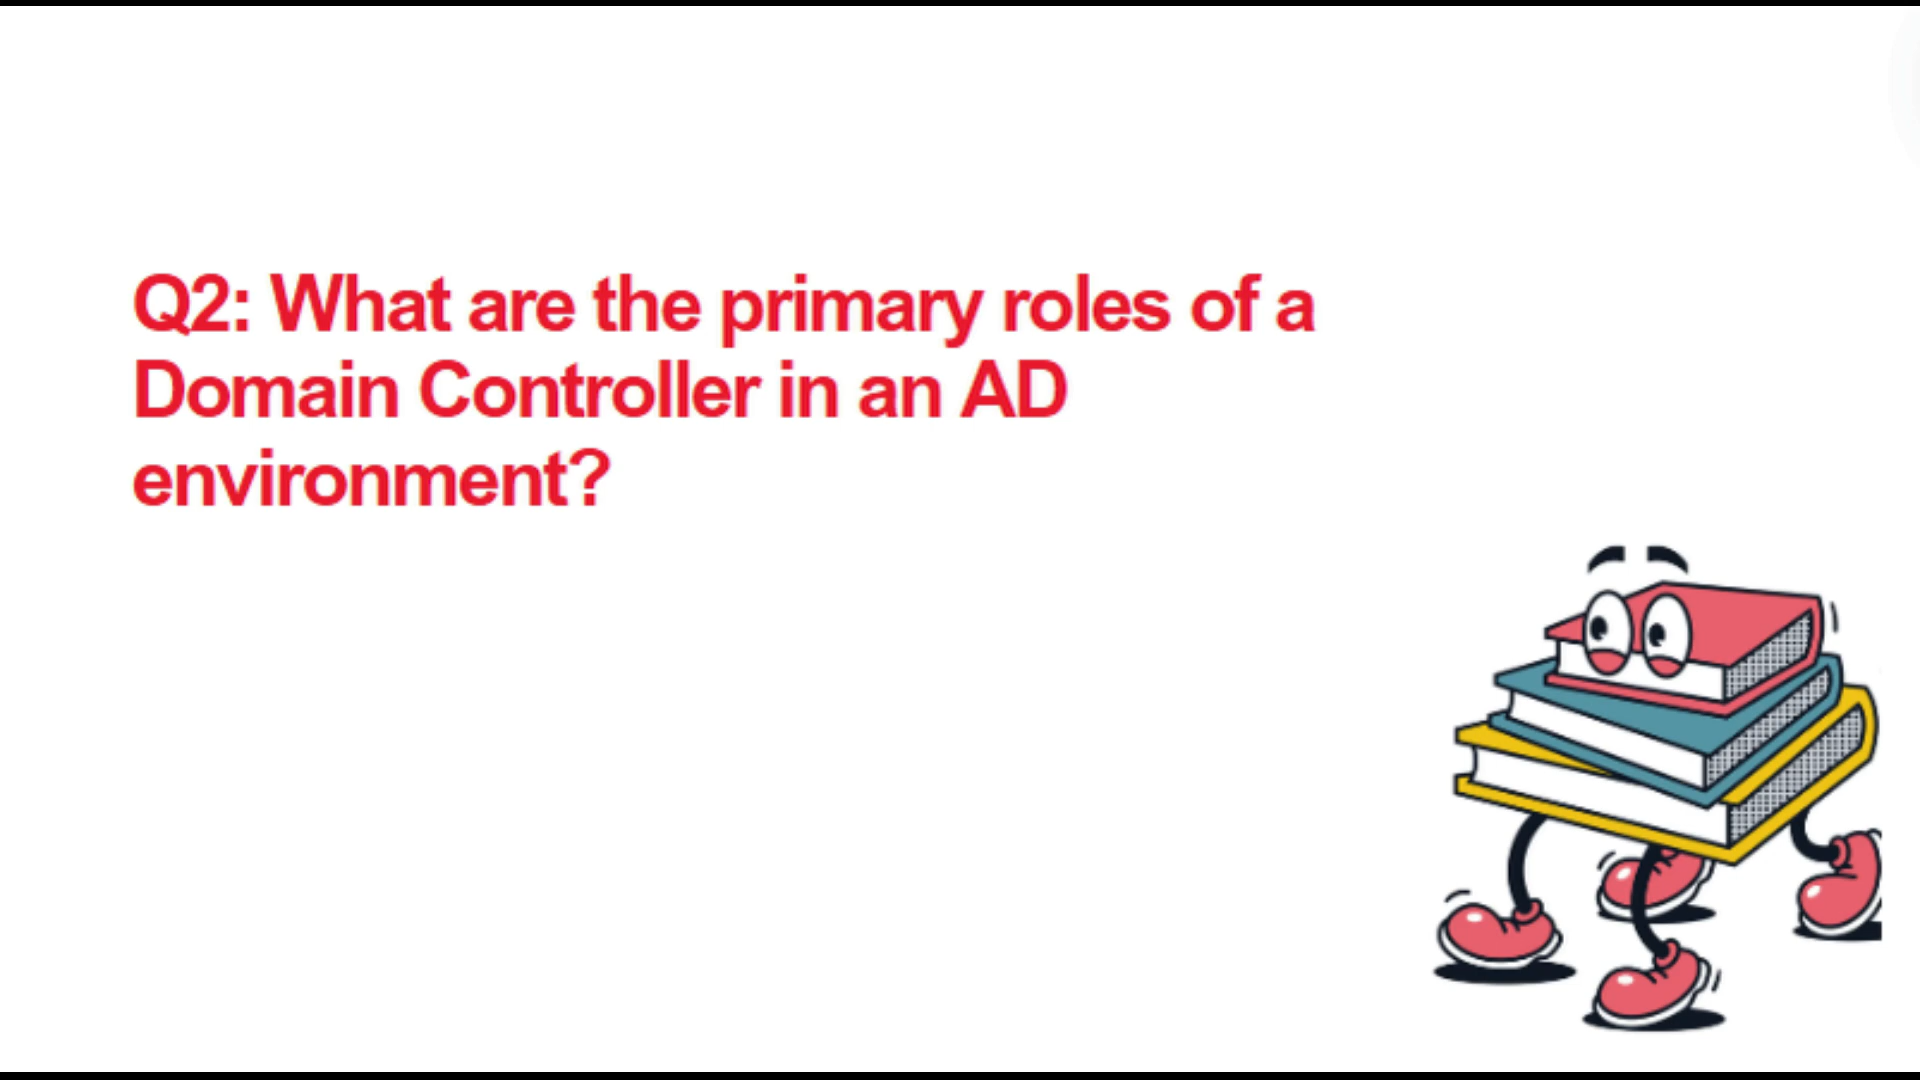 Q2: What are the primary roles of a
Domain Controller in an AD
environment?